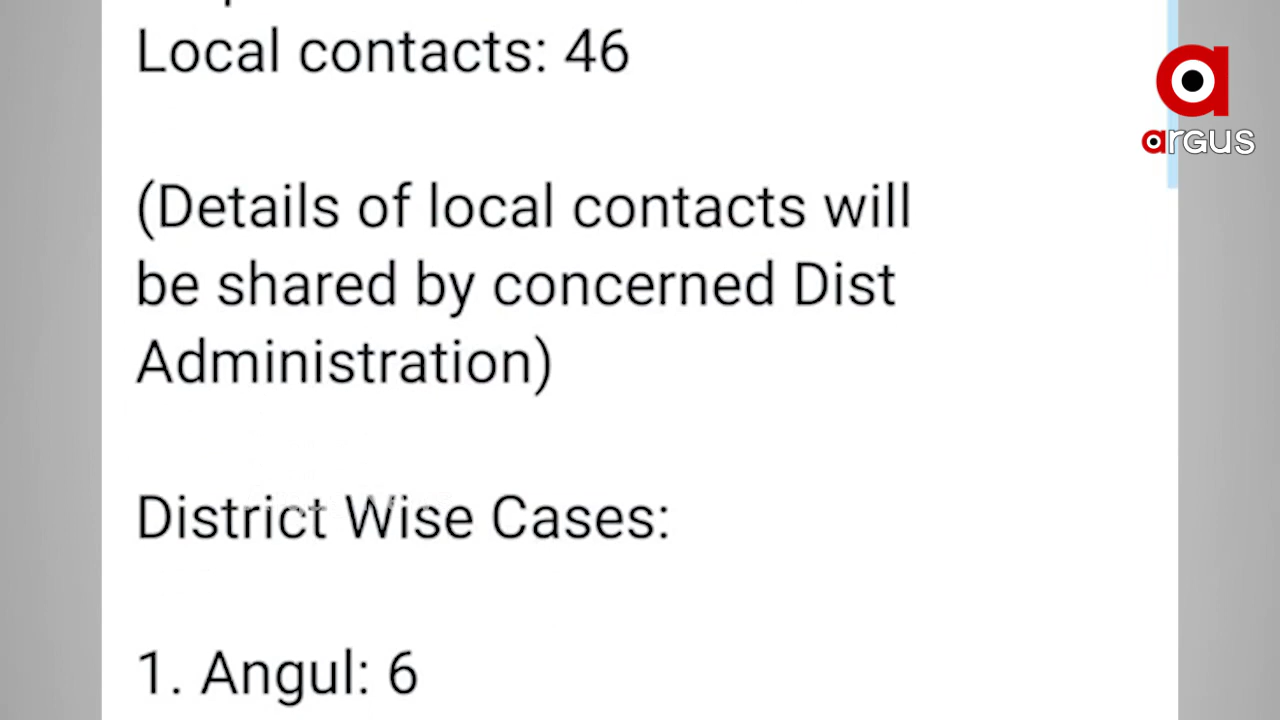 Local contacts: 46
argus
(Details of local contacts will
be shared by concerned Dist
Administration)
District Wise Cases:
1. Angul: 6